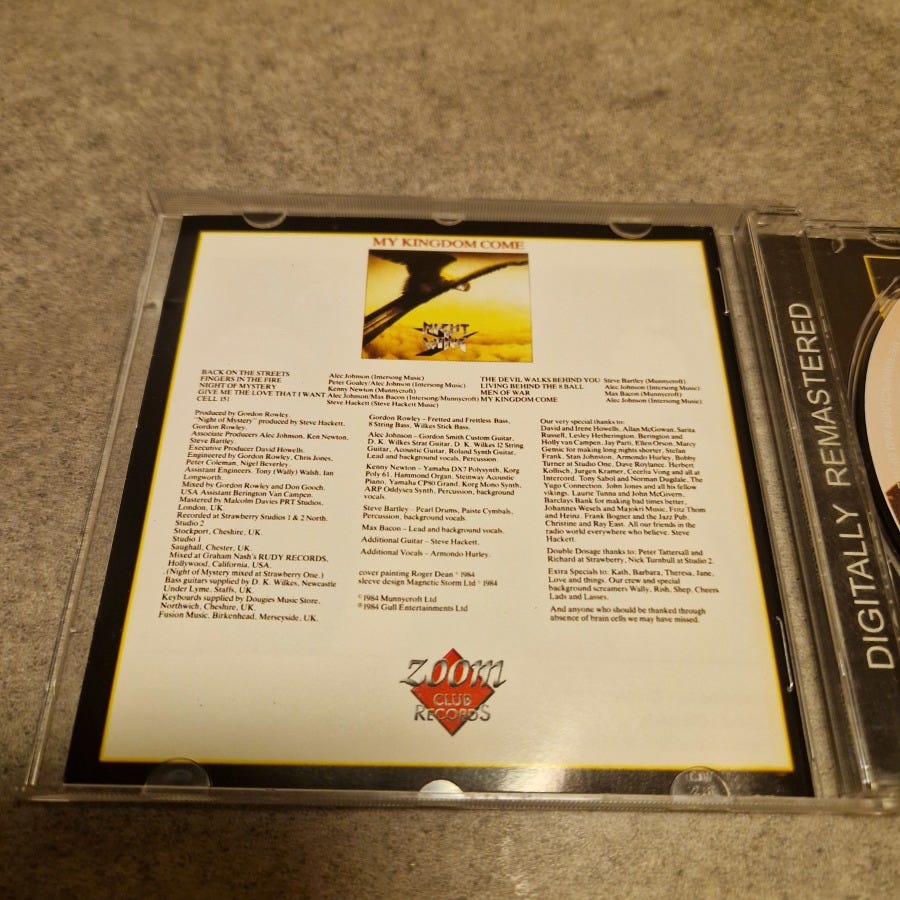 MY KINGDOM COME
NIGHT
WING
BACK ON THE STREETS Alec Johnson (Intersong Music)
FINGERS IN THE FIRE Peter Goaley/Alec Johnson (Intersong Music)
NIGHT OF MYSTERY Kenny Newton (Munnycroft)
GIVE ME THE LOVE THAT I WANT Alec Johnson/Max Bacon (Intersong/Munnycroft)
CELL 151 Steve Hackett (Steve Hackett Music)
THE DEVIL WALKS BEHIND YOU Steve Bartley (Munnycroft)
LIVING BEHIND THE 8 BALL Alec Johnson (Intersong Music)
MEN OF WAR Max Bacon (Munnycroft)
MY KINGDOM COME Alec Johnson (Intersong Music)
Produced by Gordon Rowley.
"Night of Mystery" produced by Steve Hackett,
Gordon Rowley.
Associate Producers Alec Johnson, Ken Newton,
Steve Bartley.
Executive Producer David Howells.
Engineered by Gordon Rowley, Chris Jones,
Peter Coleman, Nigel Beverley.
Assistant Engineers. Tony (Wally) Walsh, Ian
Longworth.
Mixed by Gordon Rowley and Don Gooch.
USA Assistant Berington Van Campen.
Mastered by Malcolm Davies PRT Studios,
London, UK.
Recorded at Strawberry Studios 1 & 2 North.
Studio 2
Stockport, Cheshire, UK.
Studio 1
Saughall, Chester, UK.
Mixed at Graham Nash's RUDY RECORDS,
Hollywood, California, USA.
(Night of Mystery mixed at Strawberry One.)
Bass guitars supplied by D. K. Wilkes, Newcastle
Under Lyme, Staffs, UK.
Keyboards supplied by Dougies Music Store,
Northwich, Cheshire, UK.
Fusion Music, Birkenhead, Merseyside, UK.
Gordon Rowley – Fretted and Fretless Bass,
8 String Bass, Wilkes Stick Bass.
Alec Johnson – Gordon Smith Custom Guitar,
D. K. Wilkes Strat Guitar, D. K. Wilkes 12 String
Guitar, Acoustic Guitar, Roland Synth Guitar,
Lead and background vocals, Percussion.
Kenny Newton – Yamaha DX7 Polysynth, Korg
Poly 61, Hammond Organ, Steinway Acoustic
Piano, Yamaha CP80 Grand, Korg Mono Synth,
ARP Oddysea Synth, Percussion, background
vocals.
Steve Bartley – Pearl Drums, Paiste Cymbals,
Percussion, background vocals.
Max Bacon – Lead and background vocals.
Additional Guitar – Steve Hackett.
Additional Vocals – Armondo Hurley.
cover painting Roger Dean © 1984
sleeve design Magnetic Storm Ltd © 1984
©1984 Munnycroft Ltd
℗1984 Gull Entertainments Ltd
Our very special thanks to:
David and Irene Howells, Allan McGowan, Sarita
Russell, Lesley Hetherington, Berington and
Holly van Campen, Jay Parti, Ellen Orson, Marcy
Gensic for making long nights shorter, Stefan
Frank, Stan Johnston, Armondo Hurley, Bobby
Turner at Studio One, Dave Roylance, Herbert
Kollisch, Jurgen Kramer, Cecelia Vong and all at
Intercord. Tony Sabol and Norman Dugdale, The
Yugo Connection, John Jones and all his fellow
vikings, Laurie Tunna and John McGivern,
Barclays Bank for making bad times better,
Johannes Wesels and Majokri Music, Fritz Thom
and Heinz, Frank Bogner and the Jazz Pub,
Christine and Ray East. All our friends in the
radio world everywhere who believe. Steve
Hackett.
Double Dosage thanks to: Peter Tattersall and
Richard at Strawberry, Nick Turnbull at Studio 2.
Extra Specials to: Kath, Barbara, Theresa, Jane,
Love and things. Our crew and special
background screamers Wally, Rish, Shep. Cheers
Lads and Lasses.
And anyone who should be thanked through
absence of brain cells we may have missed.
zoom
CLUB
RECORDS
DIGITALLY REMASTERED